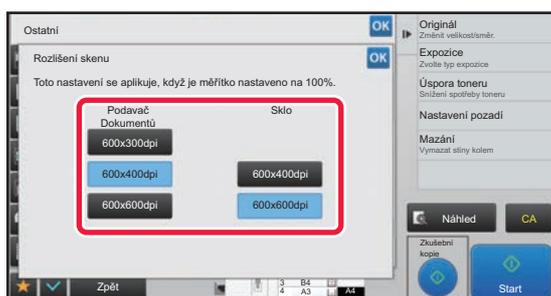 Ostatní
OK
Rozlišení skenu
OK
Toto nastavení se aplikuje, když je měřítko nastaveno na 100%.
Podavač
Dokumentů
Sklo
600x300dpi
600x400dpi
600x400dpi
600x600dpi
600x600dpi
Zpět
3 B4
4 A3
A4
Originál
Změnit velikost/směr.
Expozice
Zvolte typ expozice
Úspora toneru
Snížení spotřeby toneru
Nastavení pozadí
Mazání
Vymazat stíny kolem
Náhled
CA
Zkušební
kopie
Start